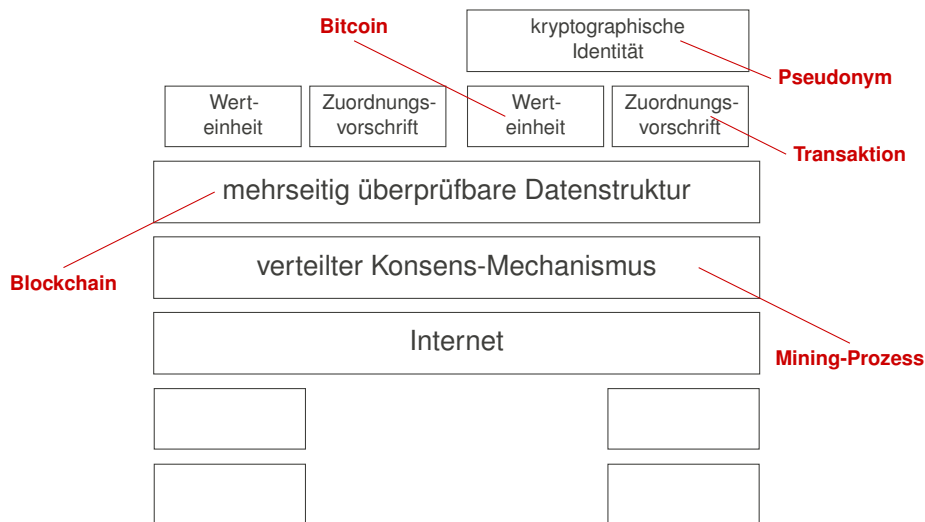 Bitcoin
kryptographische
Identität
Pseudonym
Wert-
einheit
Zuordnungs-
vorschrift
Wert-
einheit
Zuordnungs-
vorschrift
Transaktion
mehrseitig überprüfbare Datenstruktur
verteilter Konsens-Mechanismus
Blockchain
Internet
Mining-Prozess